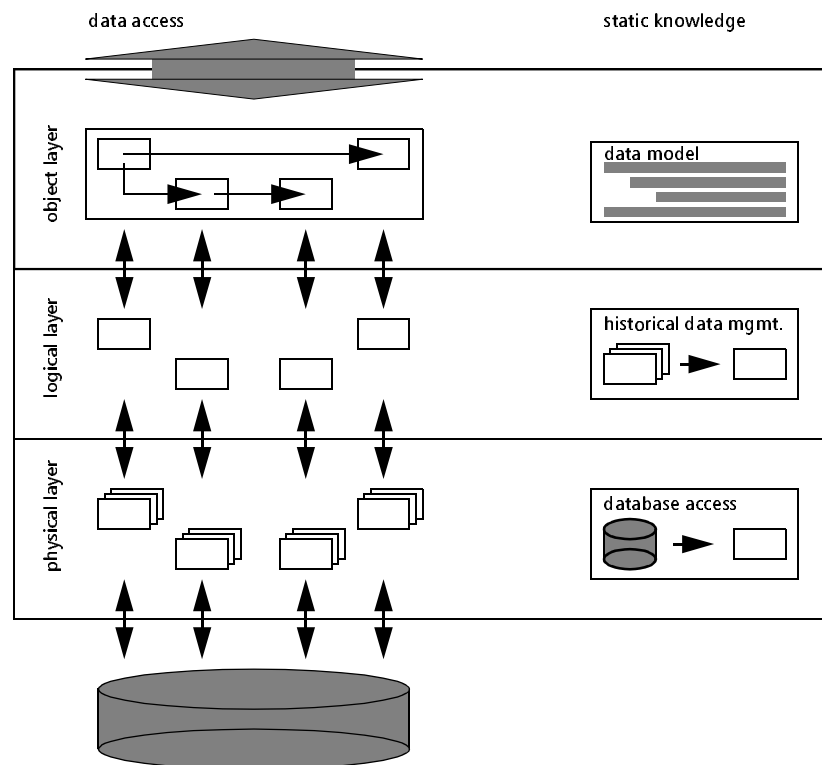 data access
static knowledge
object layer
data model
logical layer
historical data mgmt.
physical layer
database access